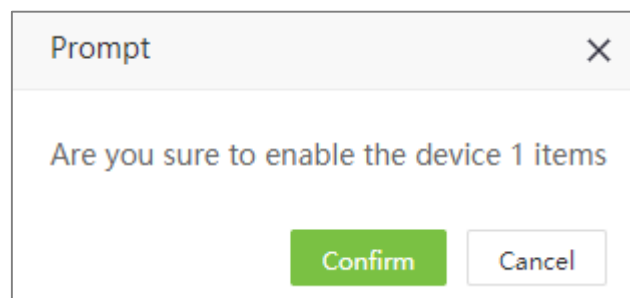 Prompt
Are you sure to enable the device 1 items
Confirm Cancel